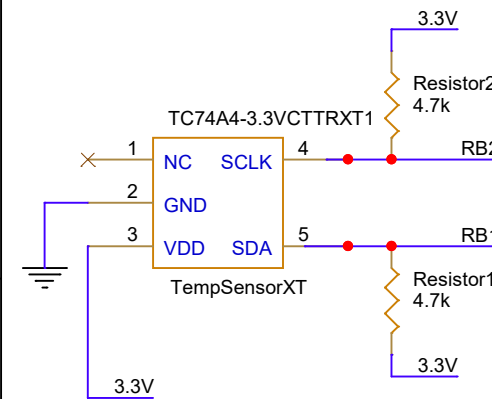 3.3V
Resistor2
4.7k
TC74A4-3.3VCTTRXT1
1
NC
SCLK
4
RB2
2
GND
3
VDD
SDA
5
RB1
TempSensorXT
Resistor1
4.7k
3.3V
3.3V